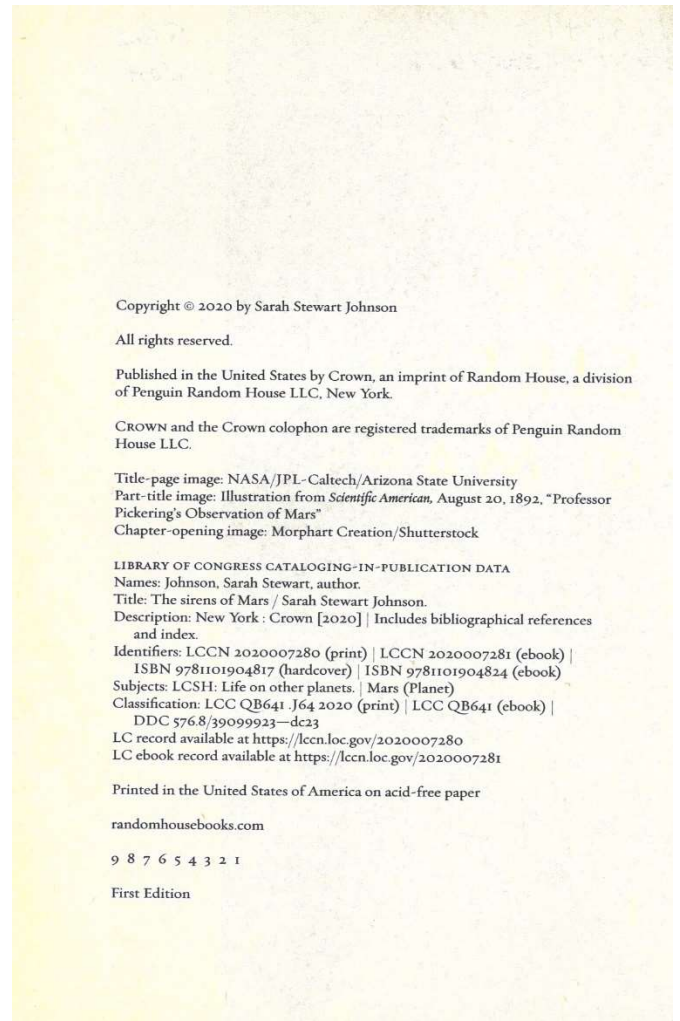 Copyright © 2020 by Sarah Stewart Johnson
All rights reserved.
Published in the United States by Crown, an imprint of Random House, a division
of Penguin Random House LLC, New York.
CROWN and the Crown colophon are registered trademarks of Penguin Random
House LLC.
Title-page image: NASA/JPL-Caltech/Arizona State University
Part-title image: Illustration from Scientific American, August 20, 1892, “Professor
Pickering's Observation of Mars”
Chapter-opening image: Morphart Creation/Shutterstock
LIBRARY OF CONGRESS CATALOGING-IN-PUBLICATION DATA
Names: Johnson, Sarah Stewart, author.
Title: The sirens of Mars / Sarah Stewart Johnson.
Description: New York : Crown [2020] | Includes bibliographical references
and index.
Identifiers: LCCN 2020007280 (print) | LCCN 2020007281 (ebook) |
ISBN 9781101904817 (hardcover) | ISBN 9781101904824 (ebook)
Subjects: LCSH: Life on other planets. | Mars (Planet)
Classification: LCC QB641 .J64 2020 (print) | LCC QB641 (ebook) |
DDC 576.8/39099923—dc23
LC record available at https://lccn.loc.gov/2020007280
LC ebook record available at https://lccn.loc.gov/2020007281
Printed in the United States of America on acid-free paper
randomhousebooks.com
9 8 7 6 5 4 3 2 1
First Edition